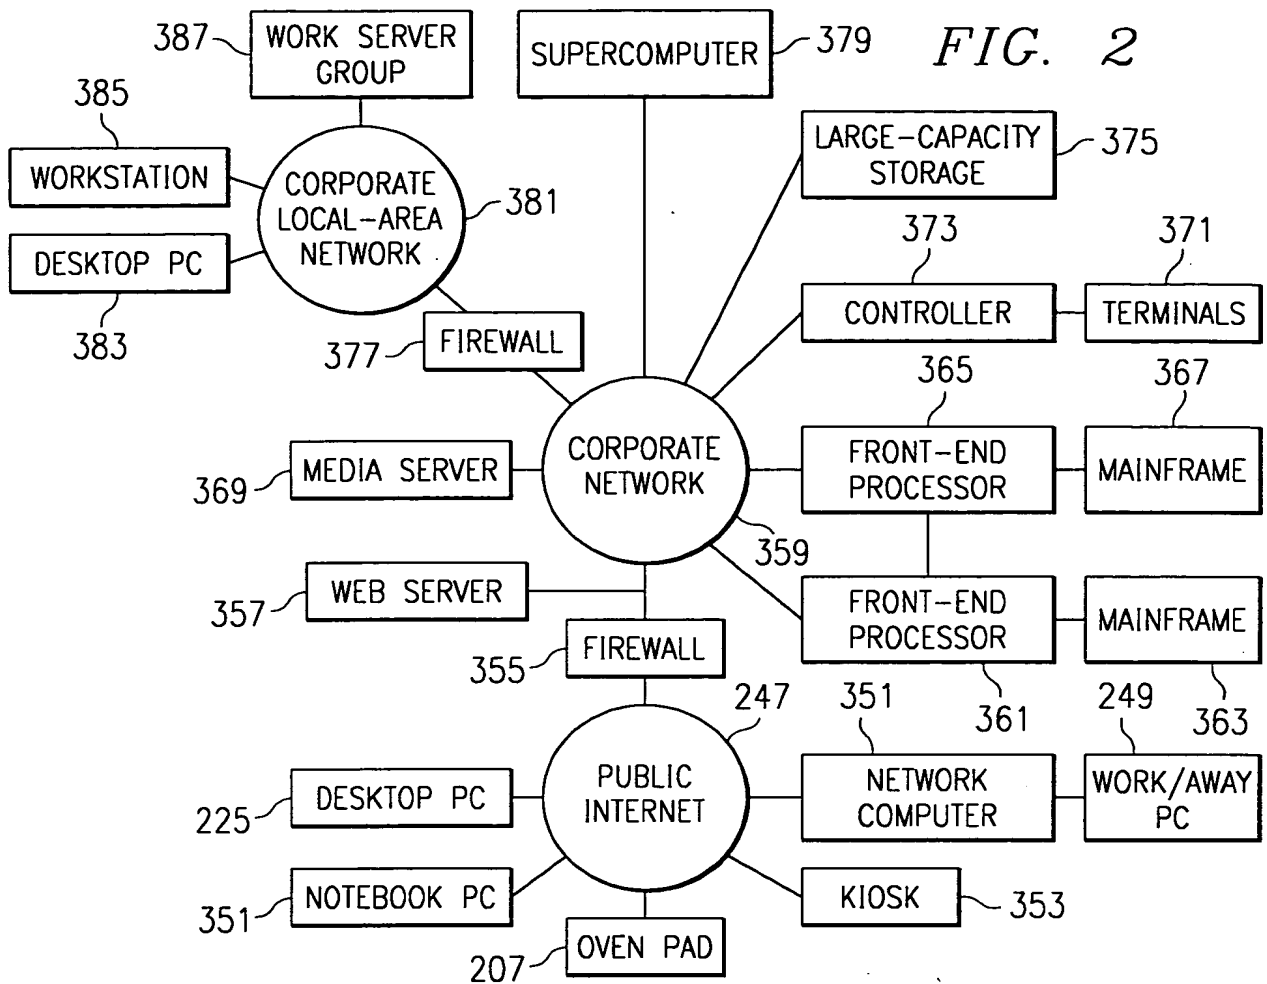 387
WORK SERVER
GROUP
SUPERCOMPUTER
379
FIG. 2
385
WORKSTATION
CORPORATE
LOCAL-AREA
NETWORK
381
LARGE-CAPACITY
STORAGE
375
DESKTOP PC
383
373
371
CONTROLLER
TERMINALS
377
FIREWALL
365
367
MEDIA SERVER
369
CORPORATE
NETWORK
359
FRONT-END
PROCESSOR
MAINFRAME
WEB SERVER
357
FRONT-END
PROCESSOR
361
MAINFRAME
363
355
FIREWALL
247
351
249
DESKTOP PC
225
PUBLIC
INTERNET
NETWORK
COMPUTER
WORK/AWAY
PC
NOTEBOOK PC
351
KIOSK
353
OVEN PAD
207